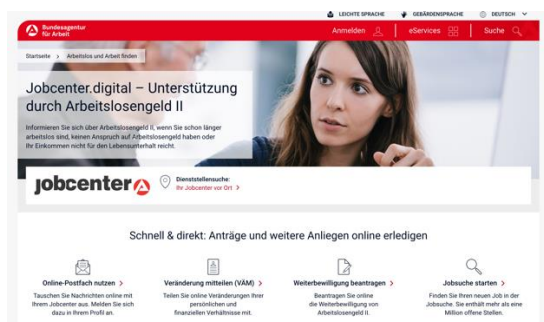 LEICHTE SPRACHE GEBÄRDENSPRACHE DEUTSCH
Bundesagentur
für Arbeit
Anmelden eServices Suche
Startseite > Arbeitslos und Arbeit finden
Jobcenter.digital – Unterstützung
durch Arbeitslosengeld II
Informieren Sie sich über Arbeitslosengeld II, wenn Sie schon länger
arbeitslos sind, keinen Anspruch auf Arbeitslosengeld haben oder
Ihr Einkommen nicht für den Lebensunterhalt reicht.
jobcenter
Dienststellensuche:
Ihr Jobcenter vor Ort >
Schnell & direkt: Anträge und weitere Anliegen online erledigen
Online-Postfach nutzen >
Tauschen Sie Nachrichten online mit
Ihrem Jobcenter aus. Melden Sie sich
dazu in Ihrem Profil an.
Veränderung mitteilen (VÄM) >
Teilen Sie online Veränderungen Ihrer
persönlichen und
finanziellen Verhältnisse mit.
Weiterbewilligung beantragen >
Beantragen Sie online
die Weiterbewilligung von
Arbeitslosengeld II.
Jobsuche starten >
Finden Sie Ihren neuen Job in der
Jobsuche. Sie enthält mehr als eine
Million offene Stellen.